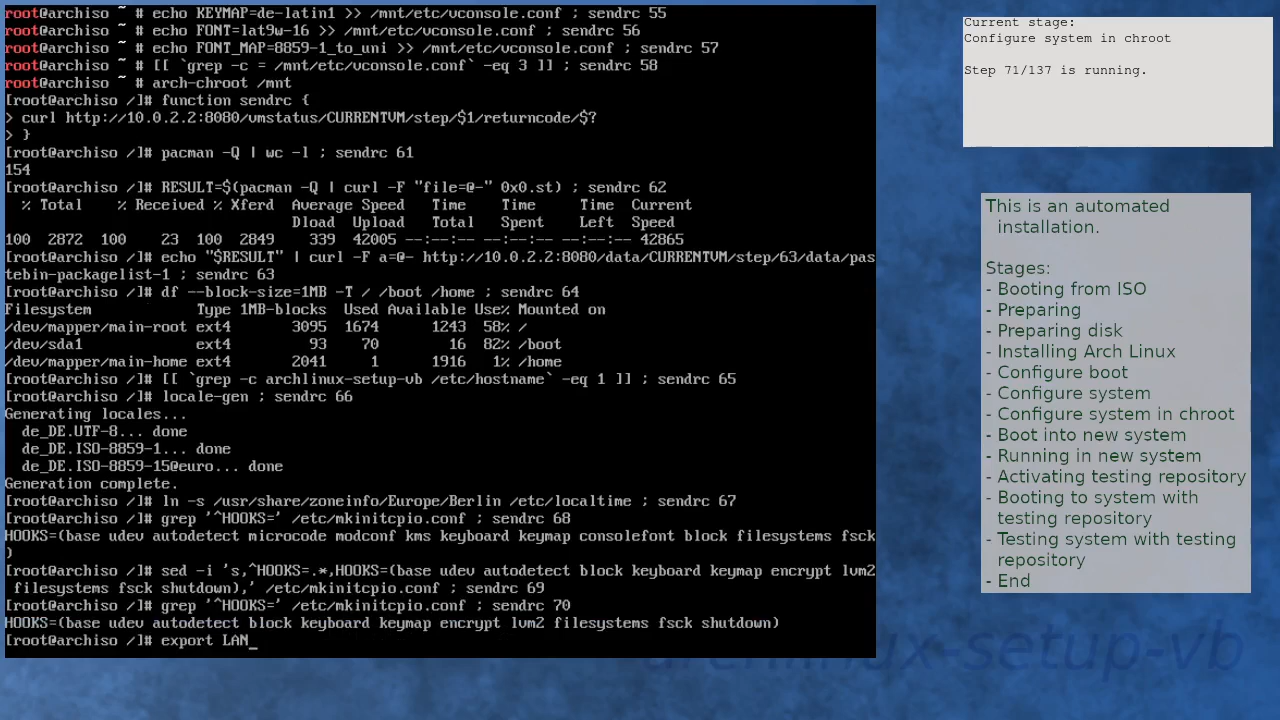 root@archiso ~ # echo KEYMAP=de-latin1 >> /mnt/etc/vconsole.conf ; sendrc 55
root@archiso ~ # echo FONT=lat9w-16 >> /mnt/etc/vconsole.conf ; sendrc 56
root@archiso ~ # echo FONT_MAP=8859-1_to_uni >> /mnt/etc/vconsole.conf ; sendrc 57
root@archiso ~ # [[ `grep -c = /mnt/etc/vconsole.conf` -eq 3 ]] ; sendrc 58
root@archiso ~ # arch-chroot /mnt
[root@archiso /]# function sendrc {
> curl http://10.0.2.2:8080/vmstatus/CURRENTVM/step/$1/returncode/$?
> }
[root@archiso /]# pacman -Q | wc -l ; sendrc 61
154
[root@archiso /]# RESULT=$(pacman -Q | curl -F "file=@-" 0x0.st) ; sendrc 62
  % Total    % Received % Xferd  Average Speed   Time    Time     Time  Current
                                 Dload  Upload   Total   Spent    Left  Speed
100  2872  100    23  100  2849    339  42005 --:--:-- --:--:-- --:--:-- 42865
[root@archiso /]# echo "$RESULT" | curl -F a=@- http://10.0.2.2:8080/data/CURRENTVM/step/63/data/pas
tebin-packagelist-1 ; sendrc 63
[root@archiso /]# df --block-size=1MB -T / /boot /home ; sendrc 64
Filesystem            Type 1MB-blocks  Used Available Use% Mounted on
/dev/mapper/main-root ext4       3095  1674      1243  58% /
/dev/sda1             ext4         93    70        16  82% /boot
/dev/mapper/main-home ext4       2041     1      1916   1% /home
[root@archiso /]# [[ `grep -c archlinux-setup-vb /etc/hostname` -eq 1 ]] ; sendrc 65
[root@archiso /]# locale-gen ; sendrc 66
Generating locales...
  de_DE.UTF-8... done
  de_DE.ISO-8859-1... done
  de_DE.ISO-8859-15@euro... done
Generation complete.
[root@archiso /]# ln -s /usr/share/zoneinfo/Europe/Berlin /etc/localtime ; sendrc 67
[root@archiso /]# grep '^HOOKS=' /etc/mkinitcpio.conf ; sendrc 68
HOOKS=(base udev autodetect microcode modconf kms keyboard keymap consolefont block filesystems fsck
)
[root@archiso /]# sed -i 's,^HOOKS=.*,HOOKS=(base udev autodetect block keyboard keymap encrypt lvm2
 filesystems fsck shutdown),' /etc/mkinitcpio.conf ; sendrc 69
[root@archiso /]# grep '^HOOKS=' /etc/mkinitcpio.conf ; sendrc 70
HOOKS=(base udev autodetect block keyboard keymap encrypt lvm2 filesystems fsck shutdown)
[root@archiso /]# export LAN_
Current stage:
Configure system in chroot
Step 71/137 is running.
This is an automated
installation.
Stages:
- Booting from ISO
- Preparing
- Preparing disk
- Installing Arch Linux
- Configure boot
- Configure system
- Configure system in chroot
- Boot into new system
- Running in new system
- Activating testing repository
- Booting to system with
testing repository
- Testing system with testing
repository
- End
archlinux-setup-vb